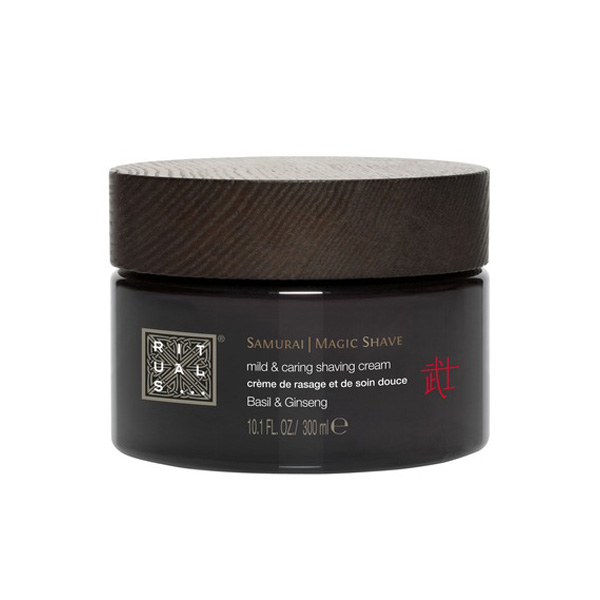 RIT
UAL
S...
®
SAMURAI | MAGIC SHAVE
mild & caring shaving cream
crème de rasage et de soin douce
Basil & Ginseng
10.1 FL. OZ./ 300 ml ℮
武士